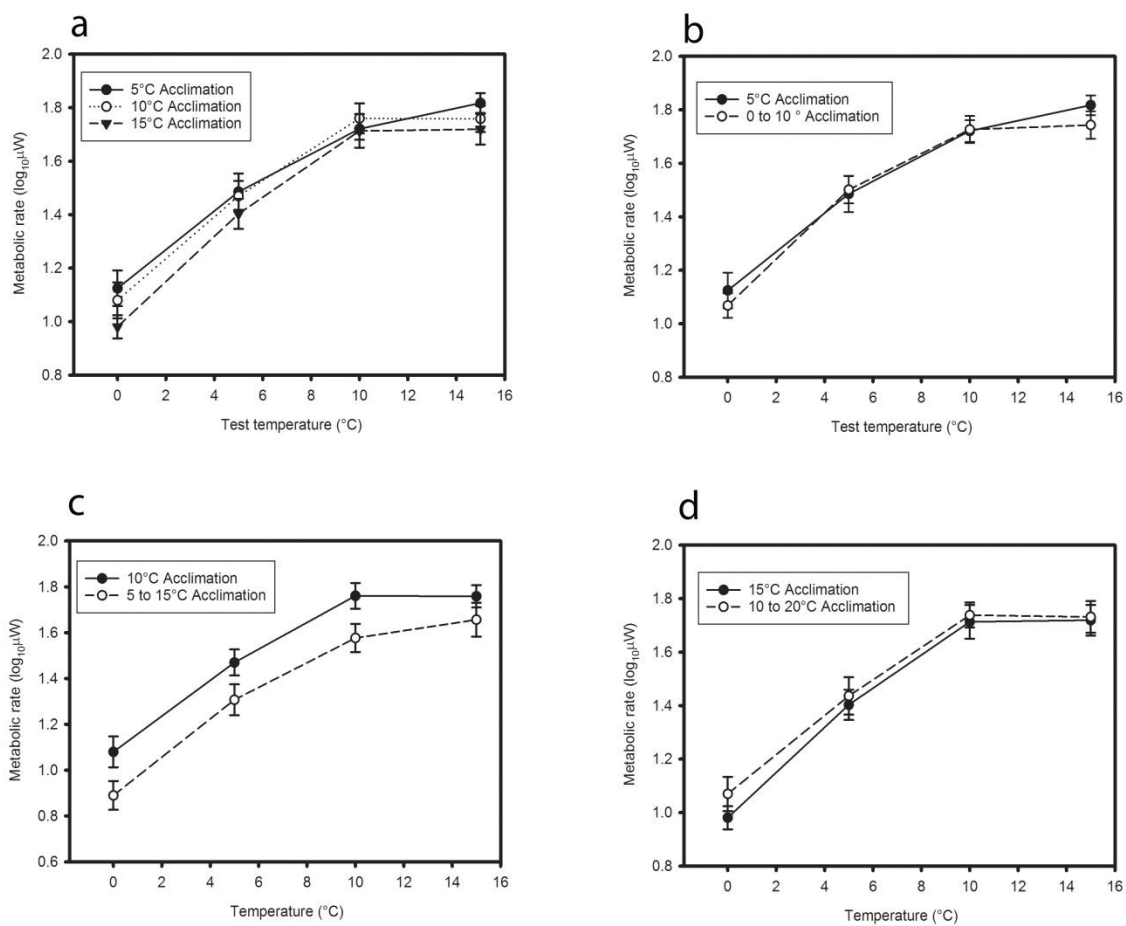 a
2.0
1.8
1.6
1.4
1.2
1.0
0.8
Metabolic rate (log₁₀μW)
5°C Acclimation
10°C Acclimation
15°C Acclimation
0 2 4 6 8 10 12 14 16
Test temperature (°C)
b
2.0
1.8
1.6
1.4
1.2
1.0
0.8
Metabolic rate (log₁₀μW)
5°C Acclimation
0 to 10 ° Acclimation
0 2 4 6 8 10 12 14 16
Test temperature (°C)
c
2.0
1.8
1.6
1.4
1.2
1.0
0.8
0.6
Metabolic rate (log₁₀μW)
10°C Acclimation
5 to 15°C Acclimation
0 2 4 6 8 10 12 14 16
Temperature (°C)
d
2.0
1.8
1.6
1.4
1.2
1.0
0.8
Metabolic rate (log₁₀μW)
15°C Acclimation
10 to 20°C Acclimation
0 2 4 6 8 10 12 14 16
Temperature (°C)